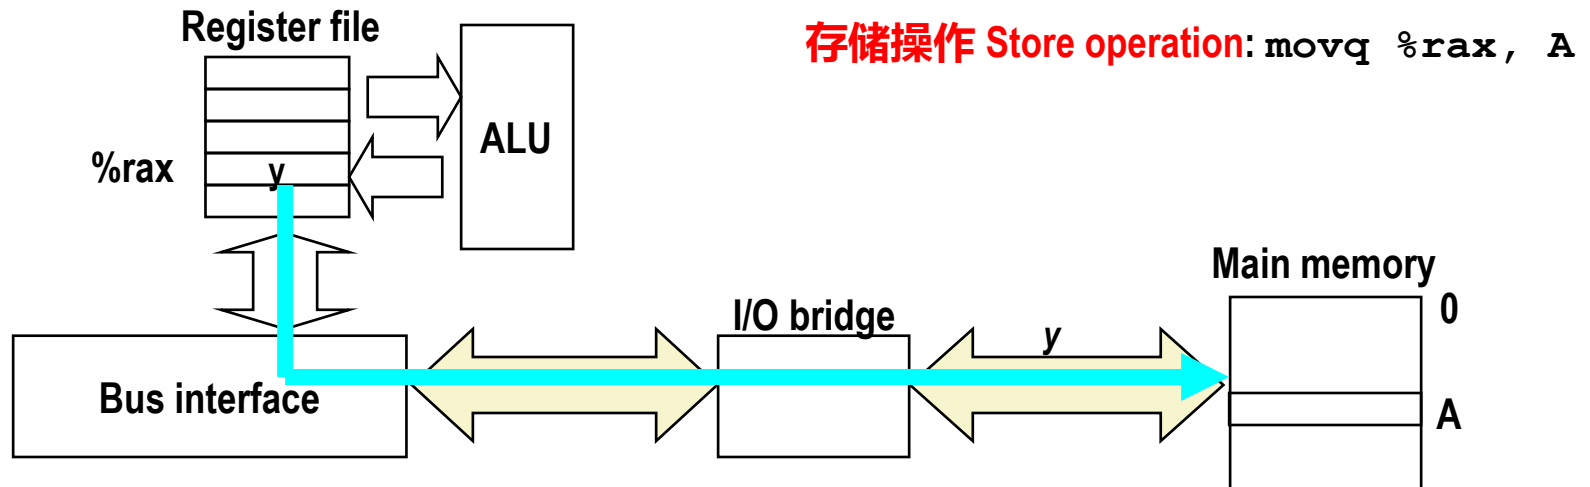 Register file
存储操作 Store operation: movq %rax, A
ALU
%rax
y
Main memory
0
I/O bridge
y
Bus interface
A